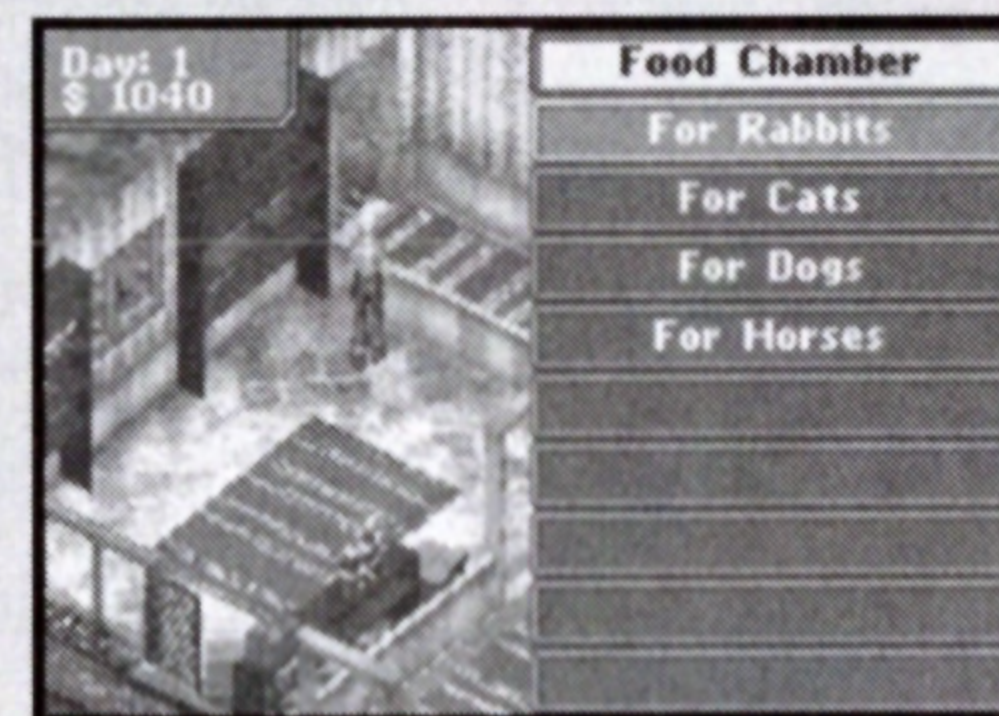 Day: 1
$ 1040
Food Chamber
For Rabbits
For Cats
For Dogs
For Horses